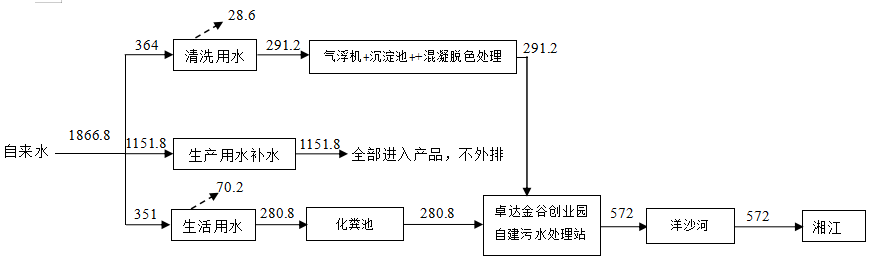 28.6
364
清洗用水
291.2
气浮机+沉淀池++混凝脱色处理
291.2
自来水
1866.8
1151.8
生产用水补水
1151.8
全部进入产品，不外排
70.2
351
生活用水
280.8
化粪池
280.8
卓达金谷创业园
自建污水处理站
572
洋沙河
572
湘江